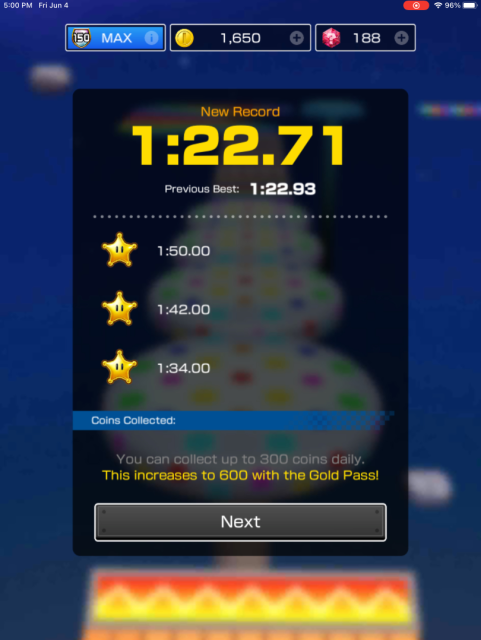 5:00 PM Fri Jun 4
96%
150 MAX i 1,650 188
New Record
1:22.71
Previous Best: 1:22.93
1:50.00
1:42.00
1:34.00
Coins Collected:
You can collect up to 300 coins daily.
This increases to 600 with the Gold Pass!
Next